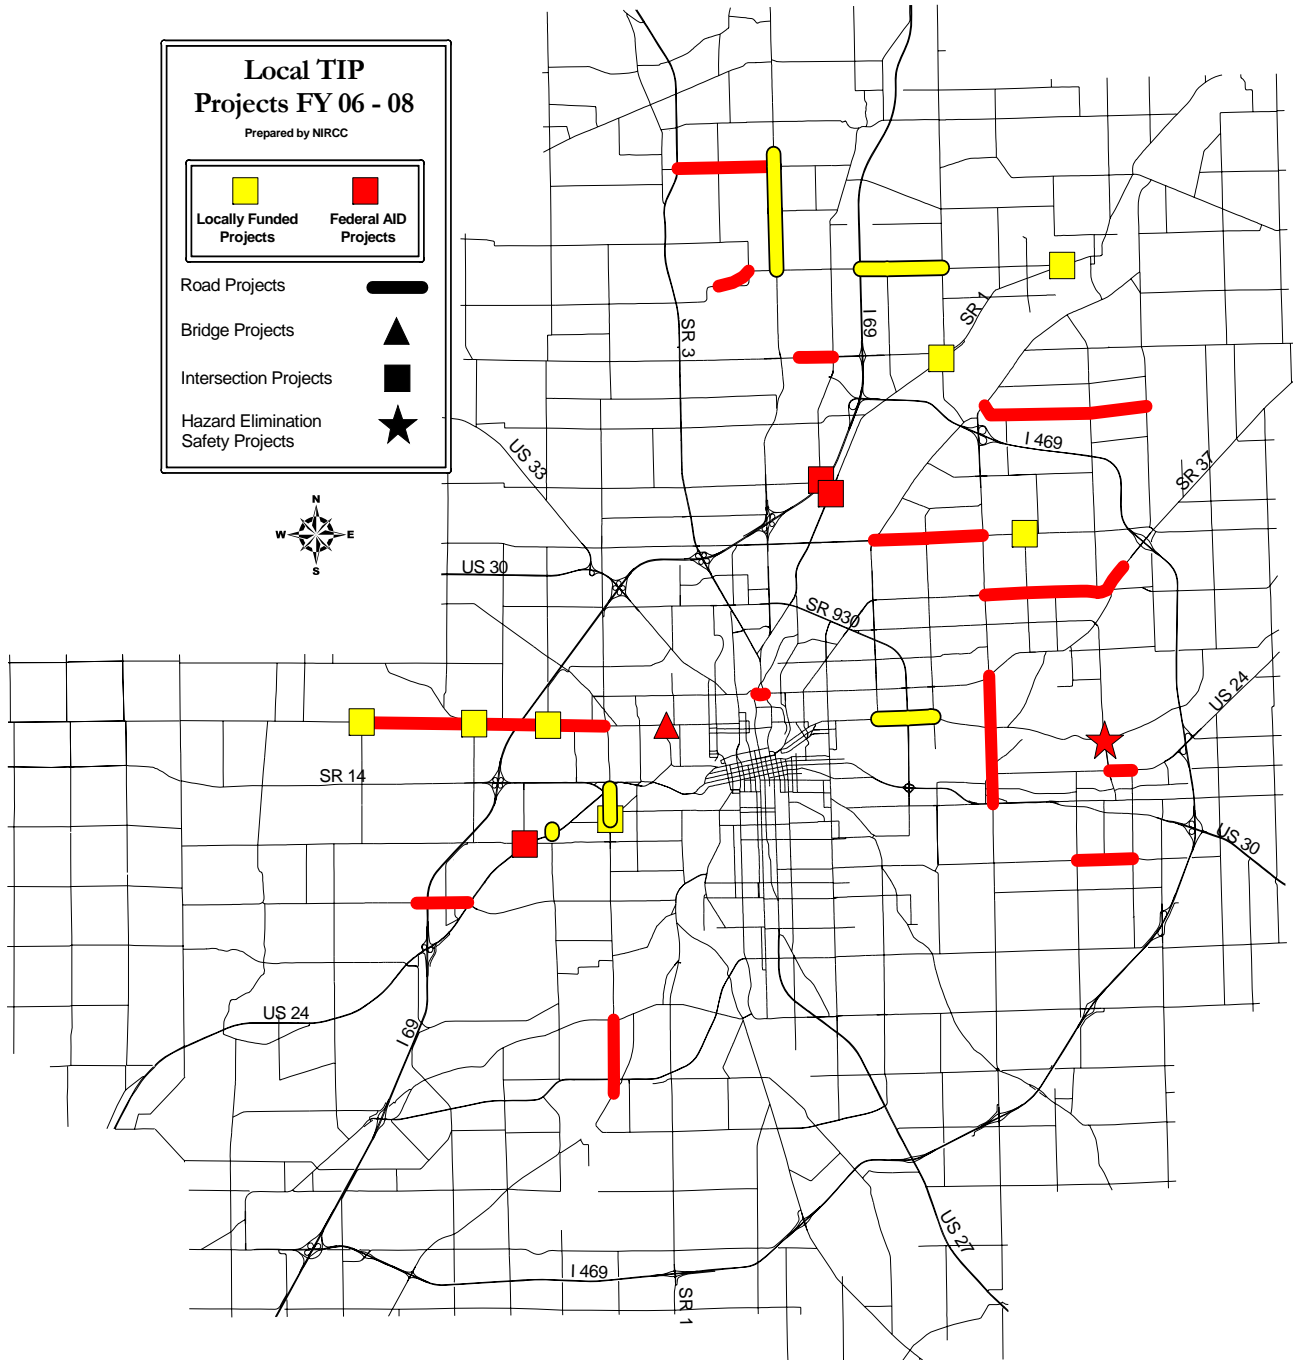 Local TIP
Projects FY 06 - 08
Prepared by NIRCC
Locally Funded
Projects
Federal AID
Projects
Road Projects
Bridge Projects
Intersection Projects
Hazard Elimination
Safety Projects
N
W
E
S
SR 3
I 69
SR 1
US 33
I 469
SR 37
US 30
SR 930
US 24
SR 14
US 30
US 24
I 69
US 27
I 469
SR 1